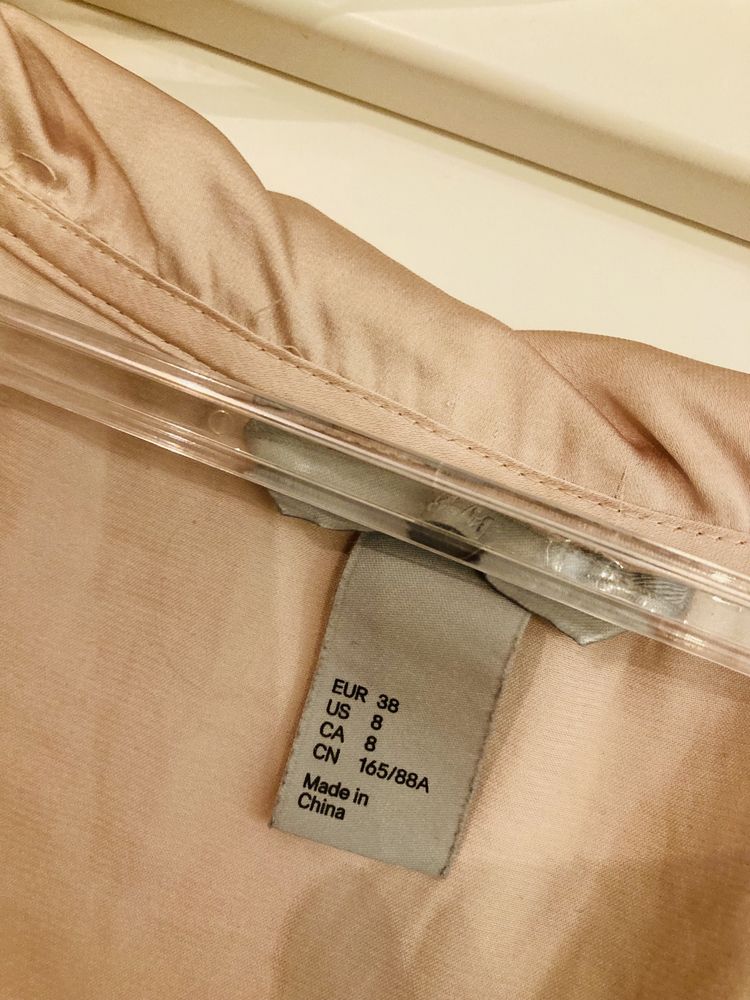 EUR 38
US 8
CA 8
CN 165/88A
Made in
China